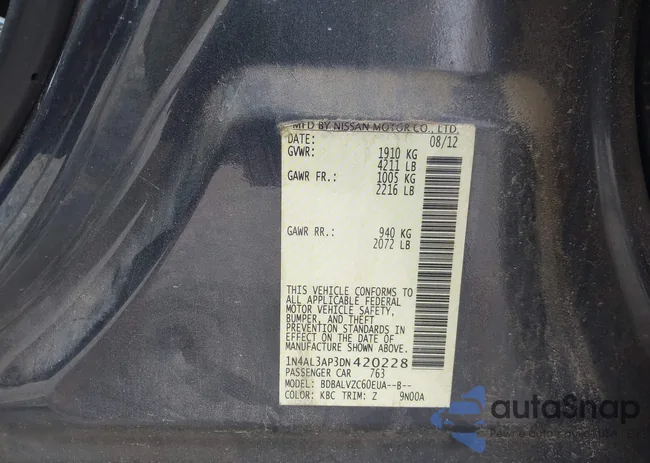 MFD BY NISSAN MOTOR CO., LTD.
DATE: 08/12
GVWR: 1910 KG
4211 LB
GAWR FR.: 1005 KG
2216 LB
GAWR RR.: 940 KG
2072 LB
THIS VEHICLE CONFORMS TO
ALL APPLICABLE FEDERAL
MOTOR VEHICLE SAFETY,
BUMPER, AND THEFT
PREVENTION STANDARDS IN
EFFECT ON THE DATE OF
MANUFACTURE SHOWN ABOVE.
1N4AL3AP3DN420228
PASSENGER CAR 763
MODEL: BDBALVZC60EUA--B--
COLOR: KBC TRIM: Z 9N00A
autoSnap